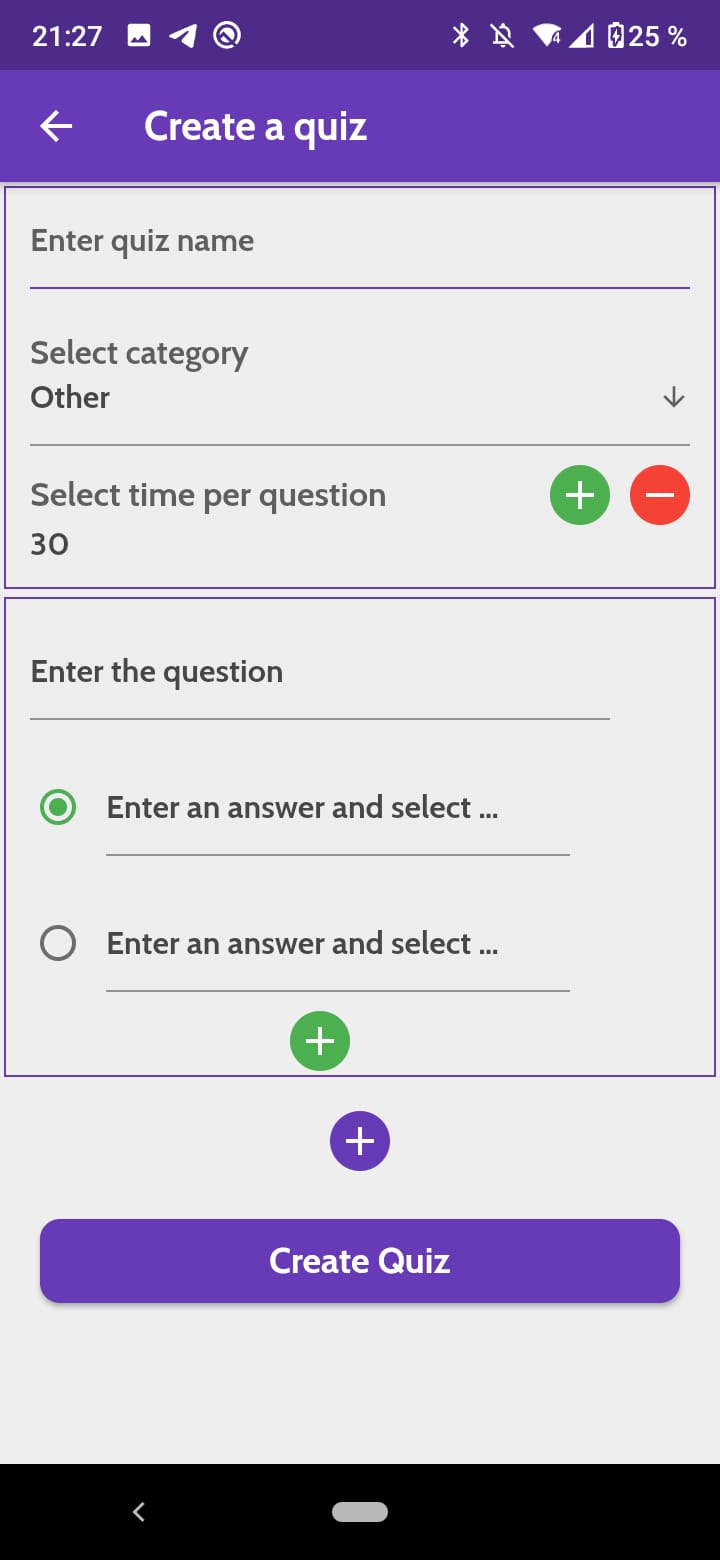 21:27 4 25 %
Create a quiz
Enter quiz name
Select category
Other
Select time per question
30
Enter the question
Enter an answer and select ...
Enter an answer and select ...
Create Quiz